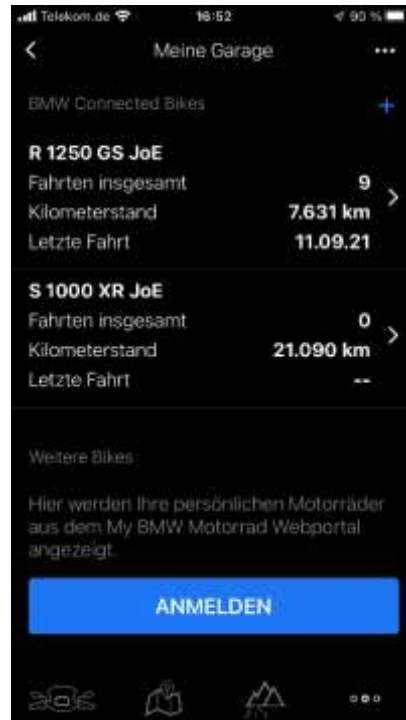 Telekom.de 16:52 90 %
Meine Garage
BMW Connected Bikes
R 1250 GS JoE
Fahrten insgesamt 9
Kilometerstand 7.631 km
Letzte Fahrt 11.09.21
S 1000 XR JoE
Fahrten insgesamt 0
Kilometerstand 21.090 km
Letzte Fahrt --
Weitere Bikes
Hier werden Ihre persönlichen Motorräder
aus dem My BMW Motorrad Webportal
angezeigt.
ANMELDEN